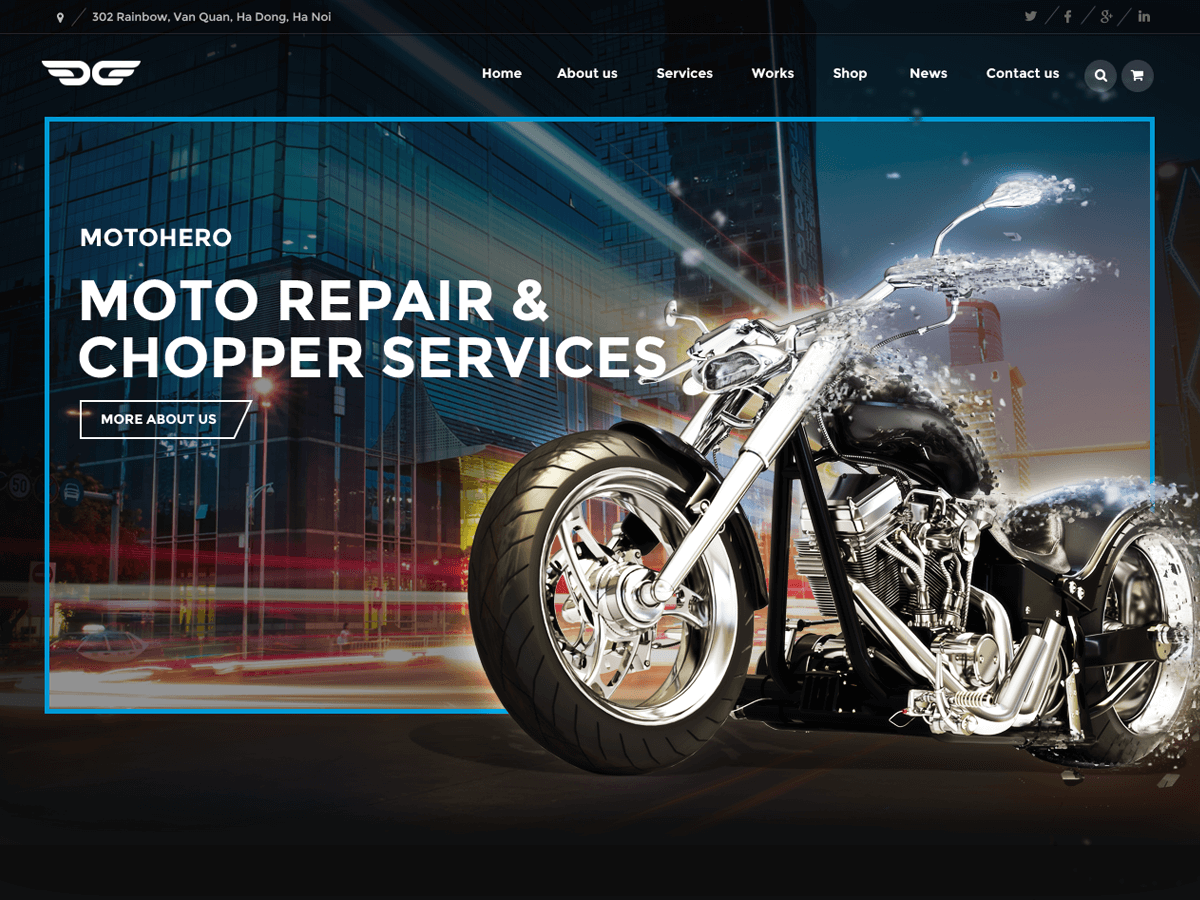 302 Rainbow, Van Quan, Ha Dong, Ha Noi
Home About us Services Works Shop News Contact us
MOTOHERO
MOTO REPAIR &
CHOPPER SERVICES
MORE ABOUT US
50